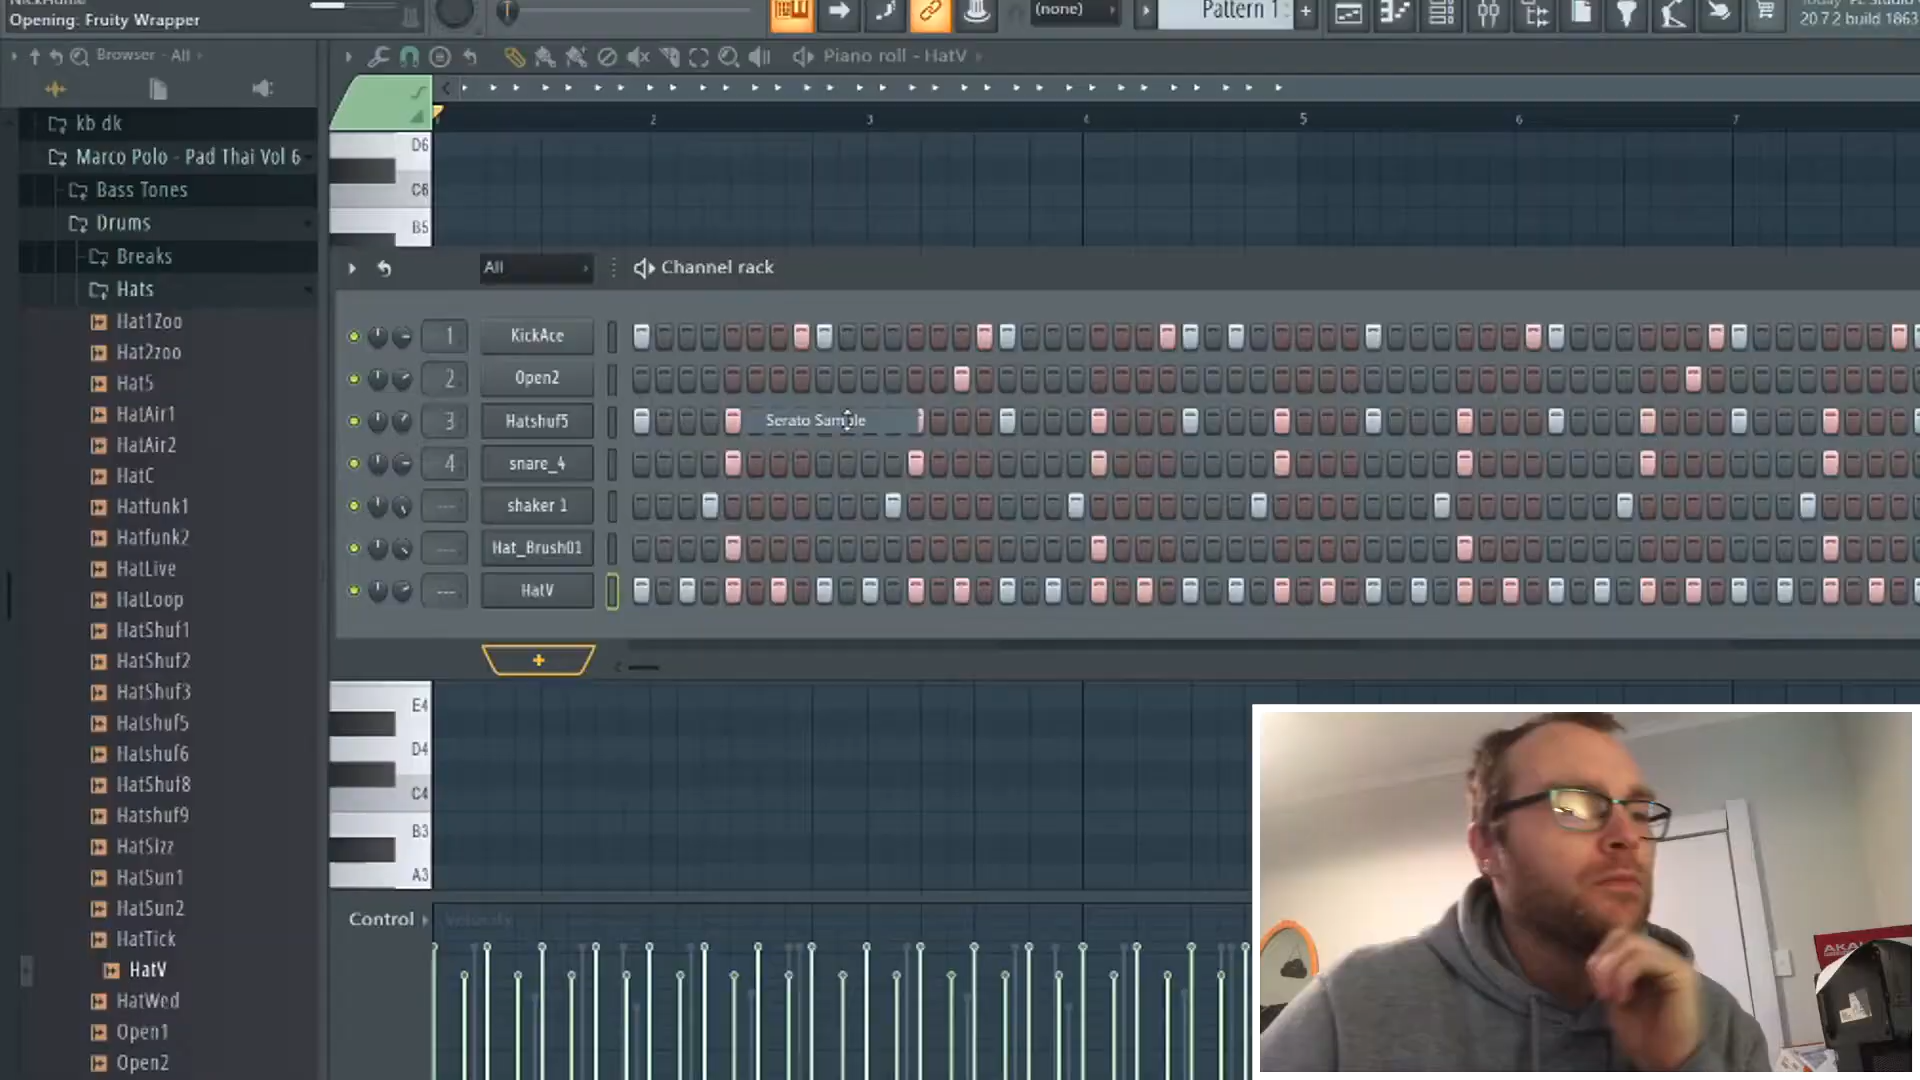 Opening: Fruity Wrapper
(none)
Pattern 1
20.7.2 build 1863
Browser - All
Piano roll - HatV
2 3 4 5 6 7
kb dk
Marco Polo - Pad Thai Vol 6
Bass Tones
Drums
Breaks
Hats
Hat1Zoo
Hat2zoo
Hat5
HatAir1
HatAir2
HatC
Hatfunk1
Hatfunk2
HatLive
HatLoop
HatShuf1
HatShuf2
HatShuf3
Hatshuf5
Hatshuf6
HatShuf8
Hatshuf9
HatSizz
HatSun1
HatSun2
HatTick
HatV
HatWed
Open1
Open2
D6
C6
B5
All
Channel rack
1 KickAce
2 Open2
3 Hatshuf5
Serato Sample
4 snare_4
--- shaker 1
--- Hat_Brush01
--- HatV
+
E4
D4
C4
B3
A3
Control
Velocity
AKAI